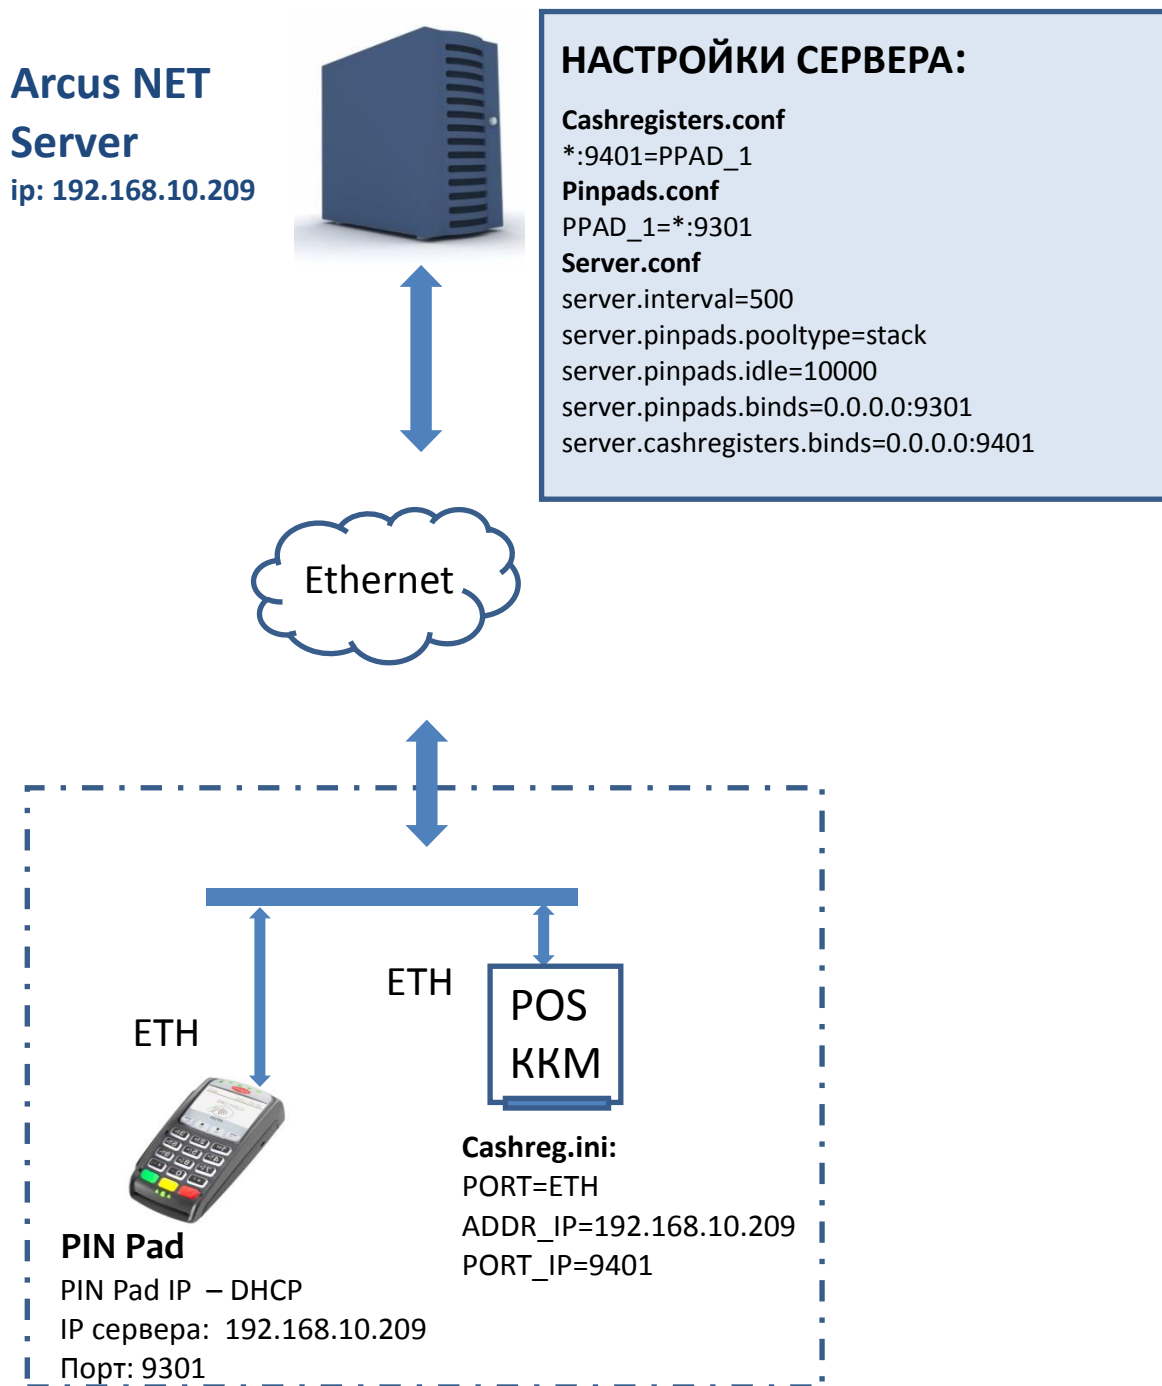 Arcus NET
Server
ip: 192.168.10.209
НАСТРОЙКИ СЕРВЕРА:
Cashregisters.conf
*:9401=PPAD_1
Pinpads.conf
PPAD_1=*:9301
Server.conf
server.interval=500
server.pinpads.pooltype=stack
server.pinpads.idle=10000
server.pinpads.binds=0.0.0.0:9301
server.cashregisters.binds=0.0.0.0:9401
Ethernet
ETH
ETH
POS
ККМ
Cashreg.ini:
PORT=ETH
ADDR_IP=192.168.10.209
PORT_IP=9401
PIN Pad
PIN Pad IP – DHCP
IP сервера: 192.168.10.209
Порт: 9301